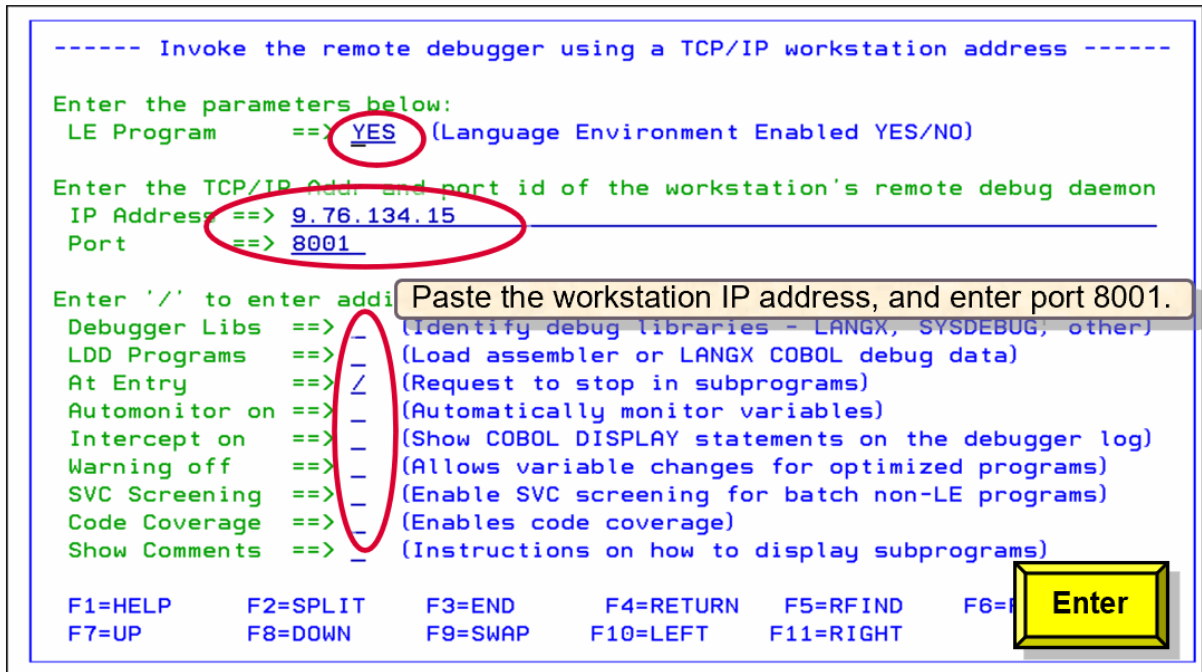 ------ Invoke the remote debugger using a TCP/IP workstation address ------
Enter the parameters below:
LE Program ==> YES (Language Environment Enabled YES/NO)
Enter the TCP/IP Addr and port id of the workstation's remote debug daemon
IP Address ==> 9.76.134.15
Port ==> 8001
Enter '/' to enter addi
Paste the workstation IP address, and enter port 8001.
Debugger Libs ==> _ (Identify debug libraries - LANGX, SYSDEBUG, other)
LDD Programs ==> _ (Load assembler or LANGX COBOL debug data)
At Entry ==> / (Request to stop in subprograms)
Automonitor on ==> _ (Automatically monitor variables)
Intercept on ==> _ (Show COBOL DISPLAY statements on the debugger log)
Warning off ==> _ (Allows variable changes for optimized programs)
SVC Screening ==> _ (Enable SVC screening for batch non-LE programs)
Code Coverage ==> _ (Enables code coverage)
Show Comments ==> _ (Instructions on how to display subprograms)
F1=HELP F2=SPLIT F3=END F4=RETURN F5=RFIND F6=
F7=UP F8=DOWN F9=SWAP F10=LEFT F11=RIGHT
Enter